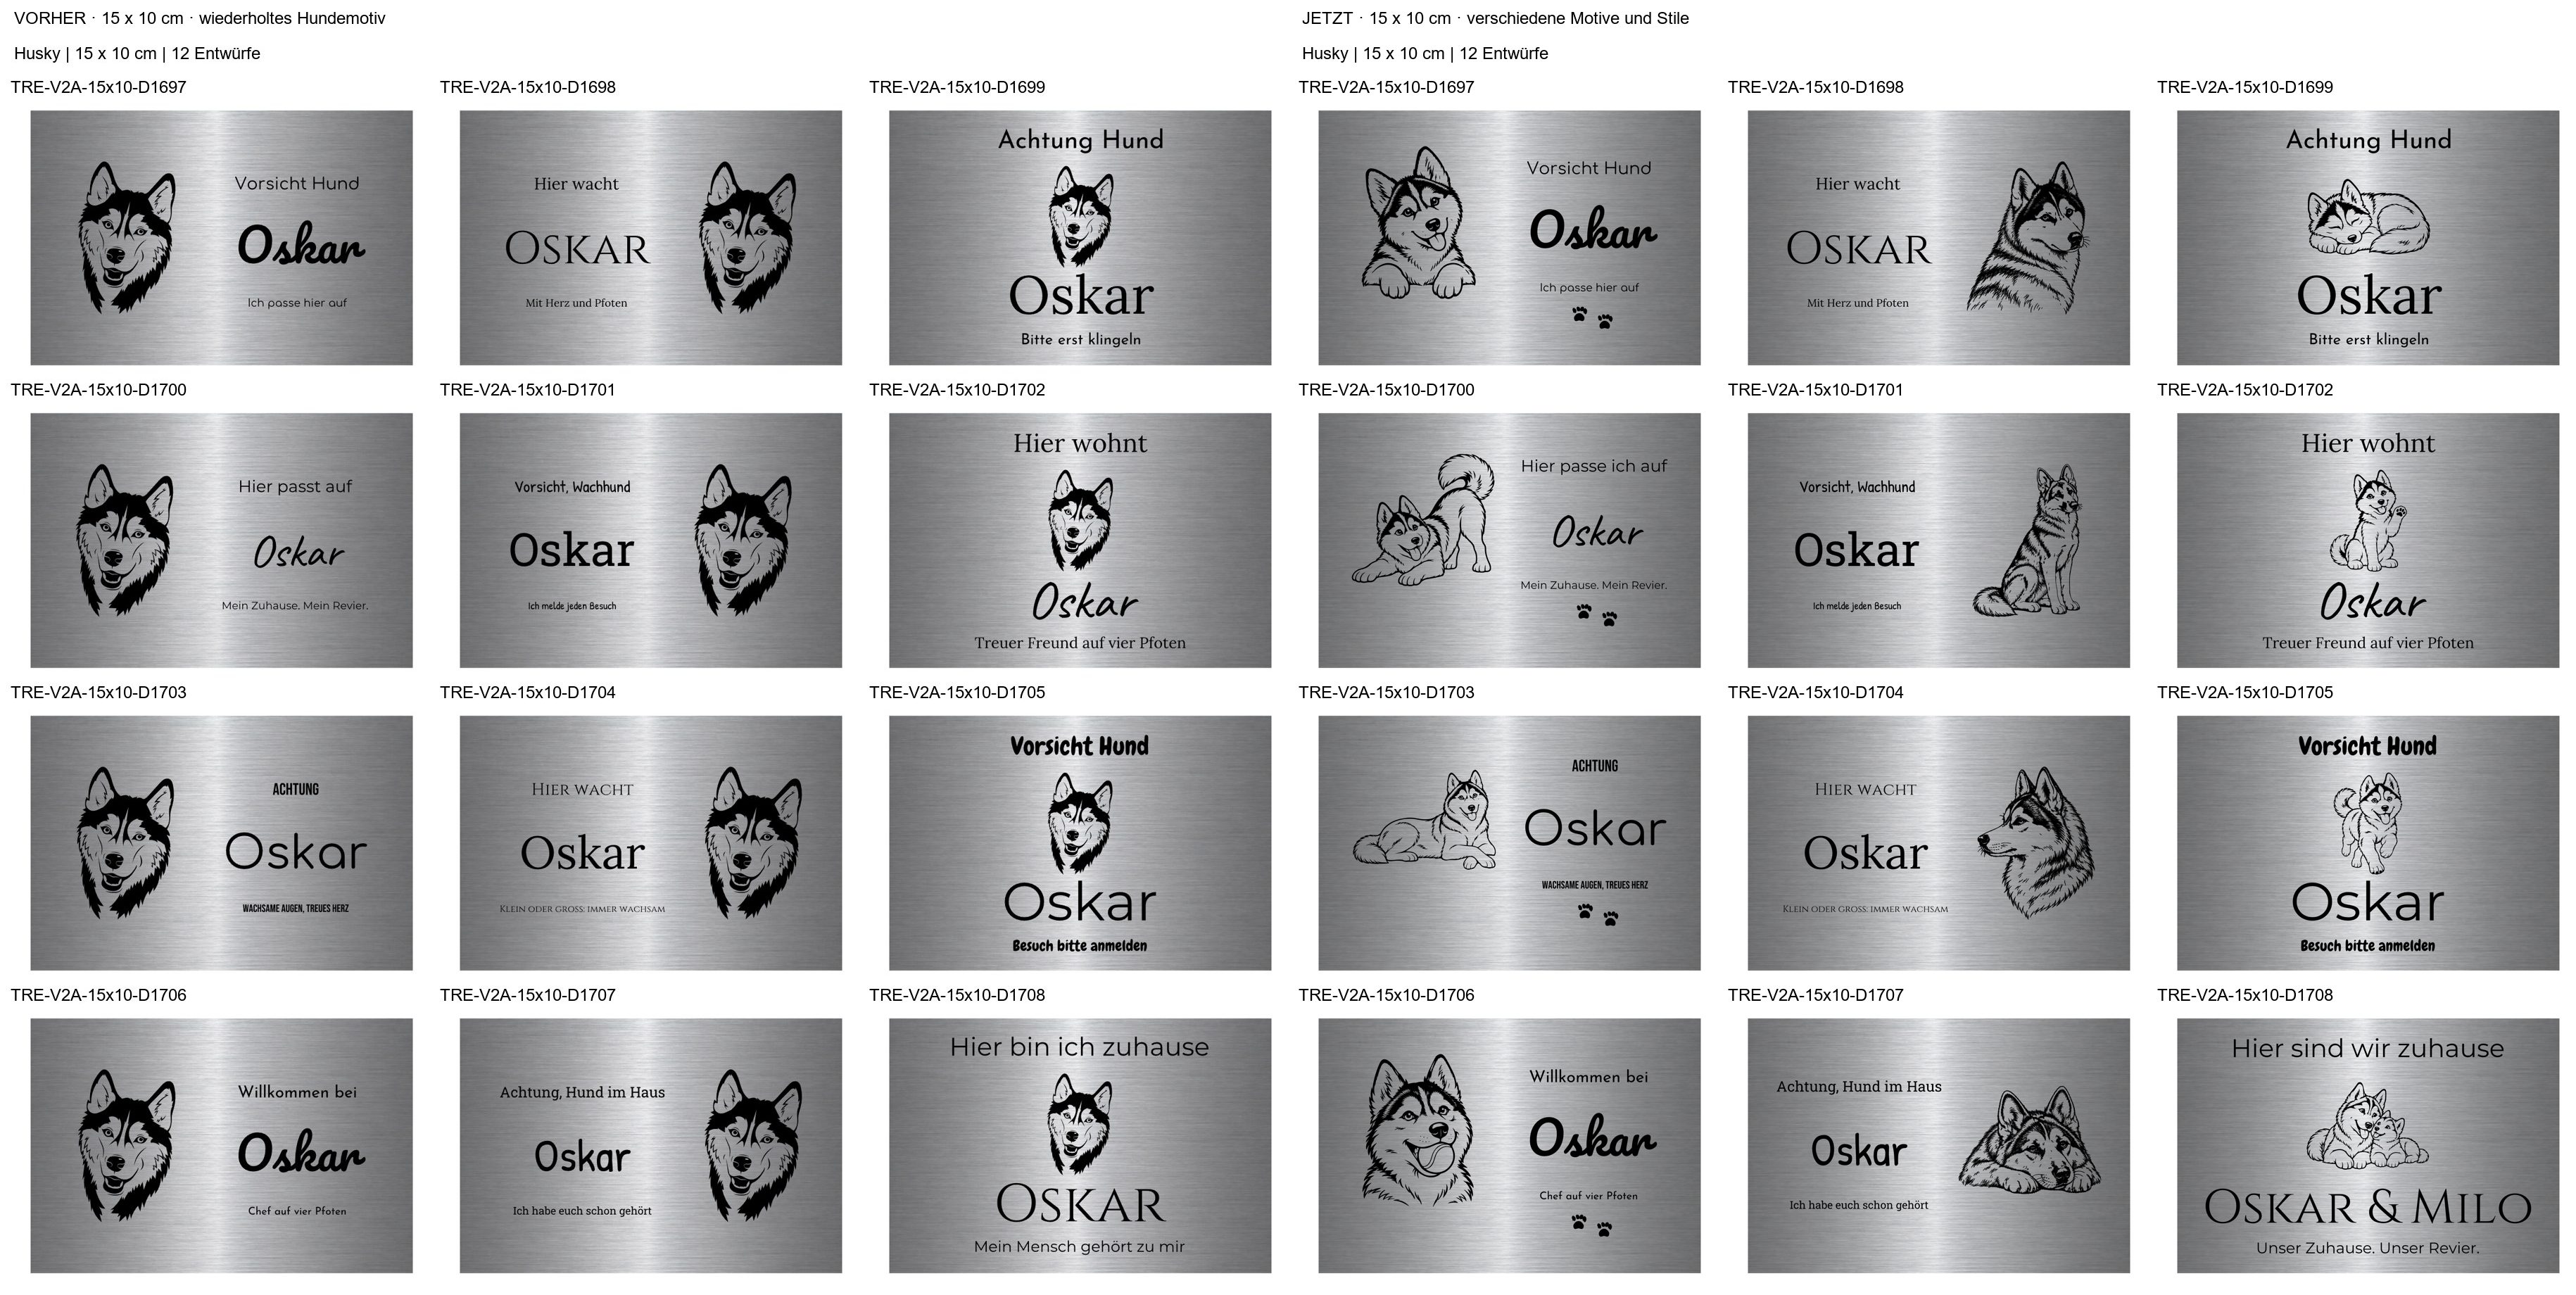 VORHER · 15 x 10 cm · wiederholtes Hundemotiv
Husky | 15 x 10 cm | 12 Entwürfe
TRE-V2A-15x10-D1697
Vorsicht Hund
Oskar
Ich passe hier auf
TRE-V2A-15x10-D1698
Hier wacht
OSKAR
Mit Herz und Pfoten
TRE-V2A-15x10-D1699
Achtung Hund
Oskar
Bitte erst klingeln
TRE-V2A-15x10-D1700
Hier passt auf
Oskar
Mein Zuhause. Mein Revier.
TRE-V2A-15x10-D1701
Vorsicht, Wachhund
Oskar
Ich melde jeden Besuch
TRE-V2A-15x10-D1702
Hier wohnt
Oskar
Treuer Freund auf vier Pfoten
TRE-V2A-15x10-D1703
ACHTUNG
Oskar
WACHSAME AUGEN, TREUES HERZ
TRE-V2A-15x10-D1704
HIER WACHT
Oskar
KLEIN ODER GROSS: IMMER WACHSAM
TRE-V2A-15x10-D1705
Vorsicht Hund
Oskar
Besuch bitte anmelden
TRE-V2A-15x10-D1706
Willkommen bei
Oskar
Chef auf vier Pfoten
TRE-V2A-15x10-D1707
Achtung, Hund im Haus
Oskar
Ich habe euch schon gehört
TRE-V2A-15x10-D1708
Hier bin ich zuhause
OSKAR
Mein Mensch gehört zu mir
JETZT · 15 x 10 cm · verschiedene Motive und Stile
Husky | 15 x 10 cm | 12 Entwürfe
TRE-V2A-15x10-D1697
Vorsicht Hund
Oskar
Ich passe hier auf
TRE-V2A-15x10-D1698
Hier wacht
OSKAR
Mit Herz und Pfoten
TRE-V2A-15x10-D1699
Achtung Hund
Oskar
Bitte erst klingeln
TRE-V2A-15x10-D1700
Hier passe ich auf
Oskar
Mein Zuhause. Mein Revier.
TRE-V2A-15x10-D1701
Vorsicht, Wachhund
Oskar
Ich melde jeden Besuch
TRE-V2A-15x10-D1702
Hier wohnt
Oskar
Treuer Freund auf vier Pfoten
TRE-V2A-15x10-D1703
ACHTUNG
Oskar
WACHSAME AUGEN, TREUES HERZ
TRE-V2A-15x10-D1704
HIER WACHT
Oskar
KLEIN ODER GROSS: IMMER WACHSAM
TRE-V2A-15x10-D1705
Vorsicht Hund
Oskar
Besuch bitte anmelden
TRE-V2A-15x10-D1706
Willkommen bei
Oskar
Chef auf vier Pfoten
TRE-V2A-15x10-D1707
Achtung, Hund im Haus
Oskar
Ich habe euch schon gehört
TRE-V2A-15x10-D1708
Hier sind wir zuhause
OSKAR & MILO
Unser Zuhause. Unser Revier.